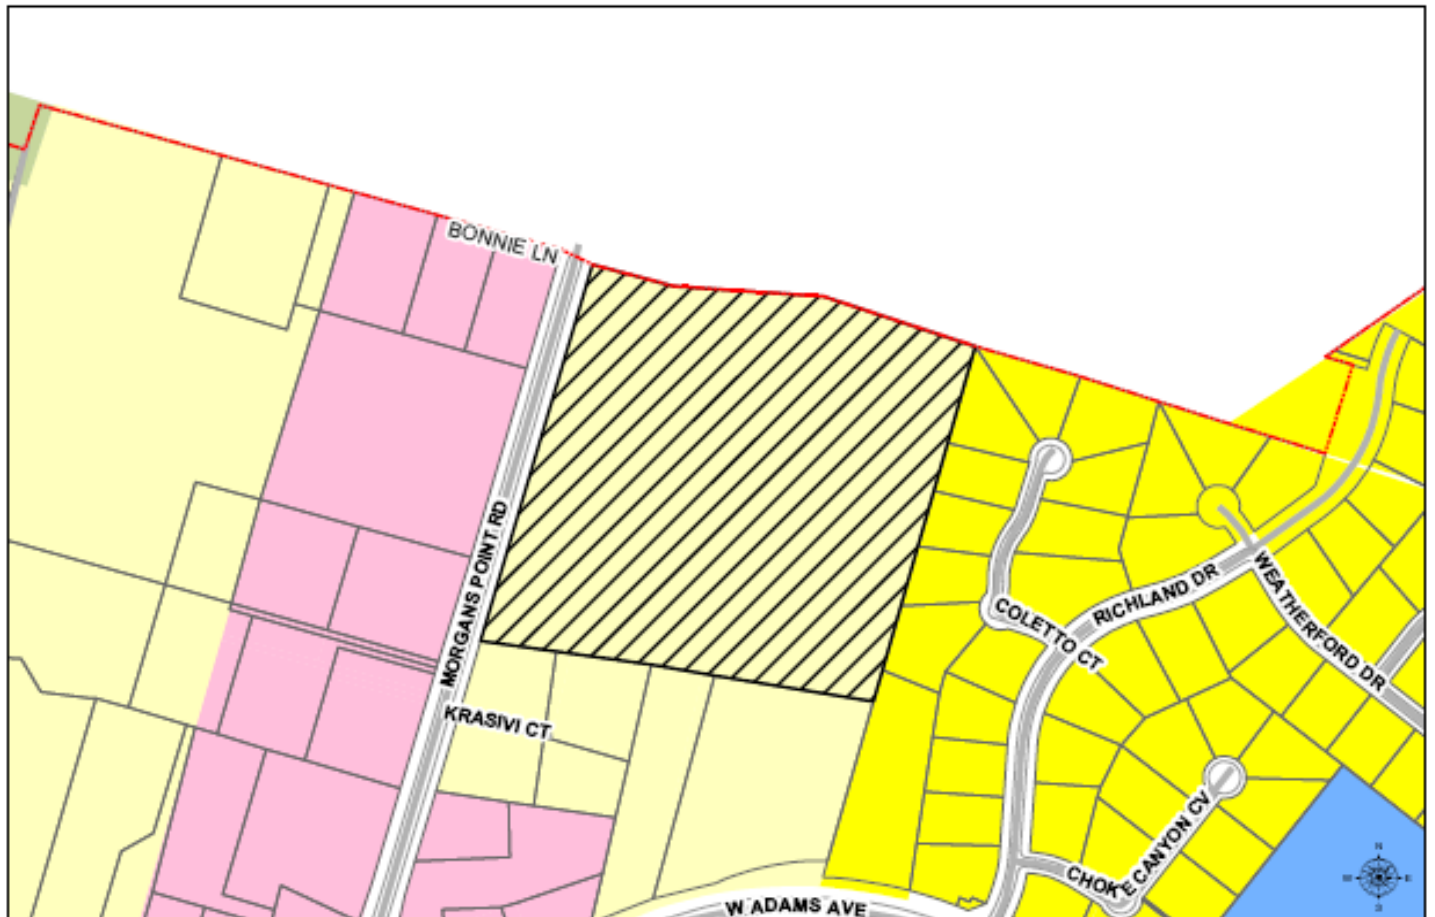 BONNIE LN
MORGANS POINT RD
RICHLAND DR
WEATHERFORD DR
COLETTO CT
KRASIVI CT
CHOKE CANYON CV
W ADAMS AVE
N
W
E
S